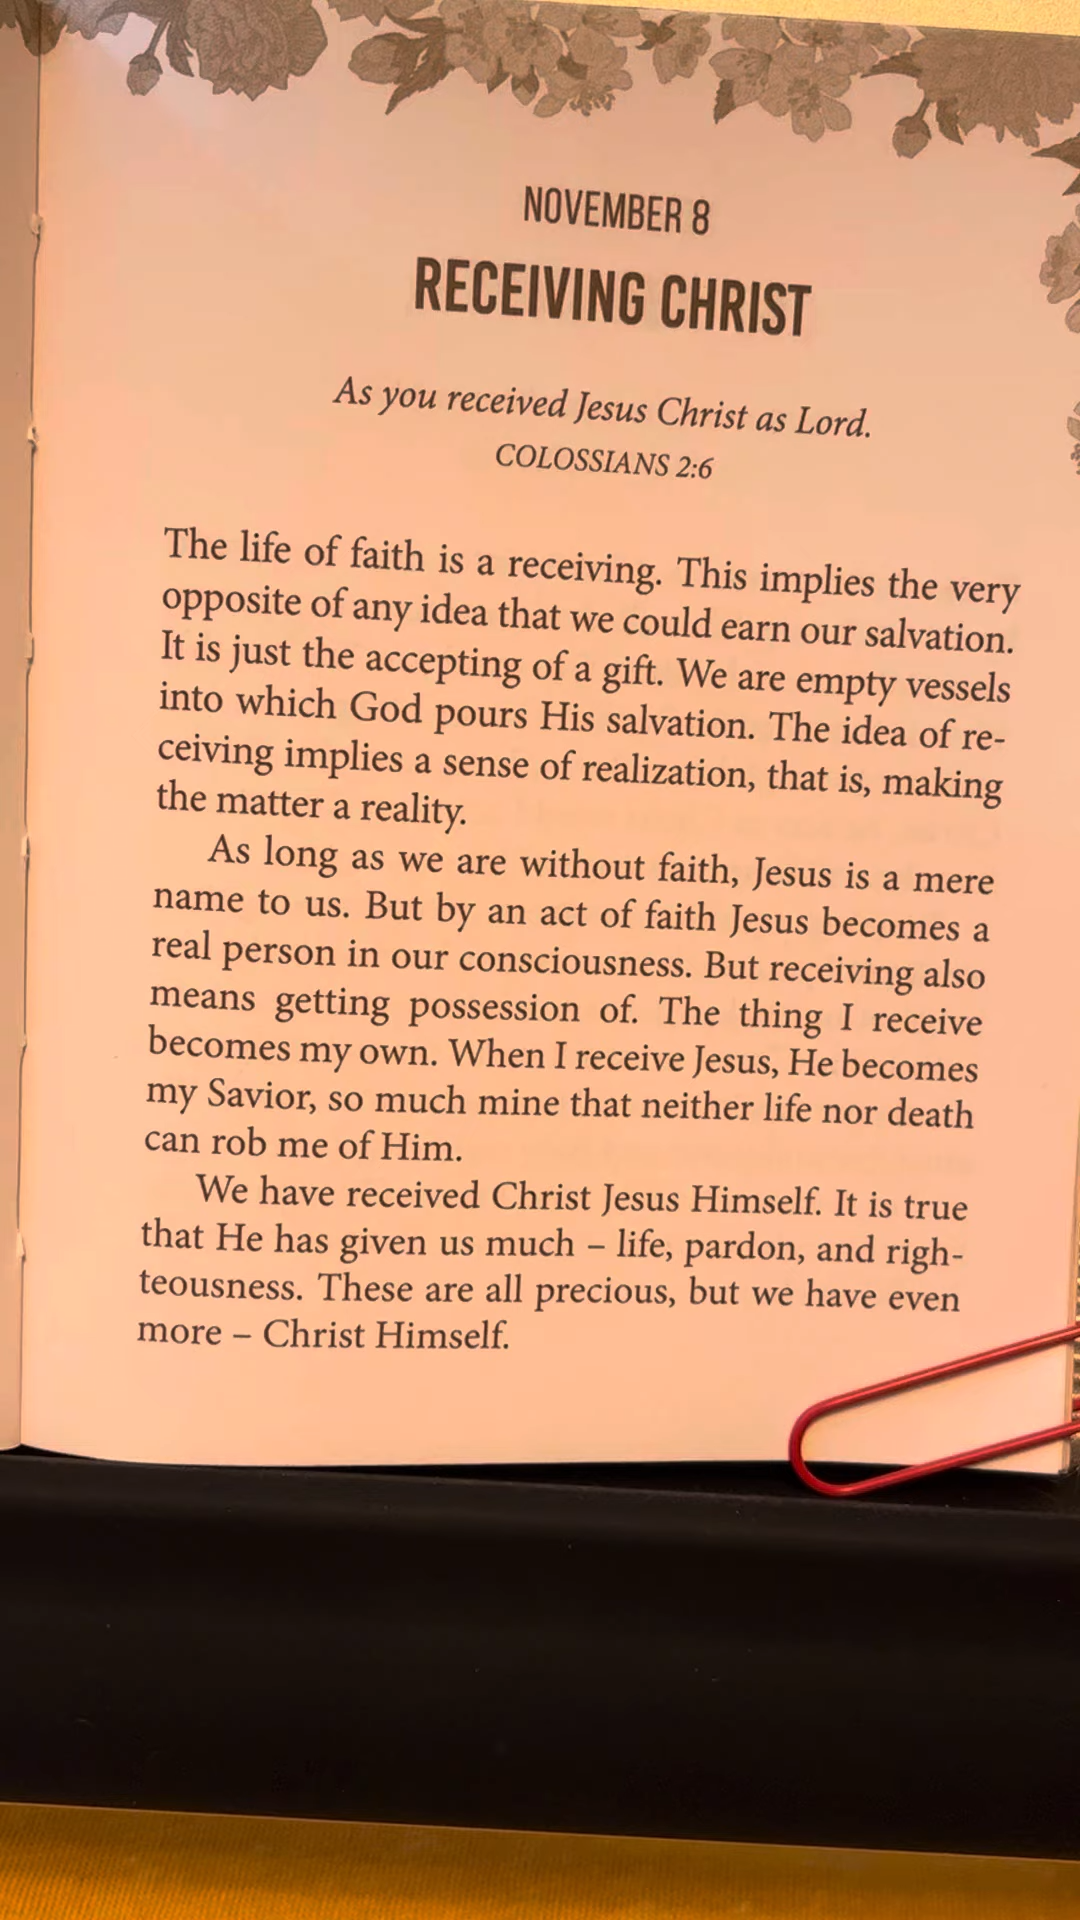 NOVEMBER 8
RECEIVING CHRIST
As you received Jesus Christ as Lord.
COLOSSIANS 2:6
The life of faith is a receiving. This implies the very
opposite of any idea that we could earn our salvation.
It is just the accepting of a gift. We are empty vessels
into which God pours His salvation. The idea of re-
ceiving implies a sense of realization, that is, making
the matter a reality.
As long as we are without faith, Jesus is a mere
name to us. But by an act of faith Jesus becomes a
real person in our consciousness. But receiving also
means getting possession of. The thing I receive
becomes my own. When I receive Jesus, He becomes
my Savior, so much mine that neither life nor death
can rob me of Him.
We have received Christ Jesus Himself. It is true
that He has given us much – life, pardon, and righ-
teousness. These are all precious, but we have even
more – Christ Himself.